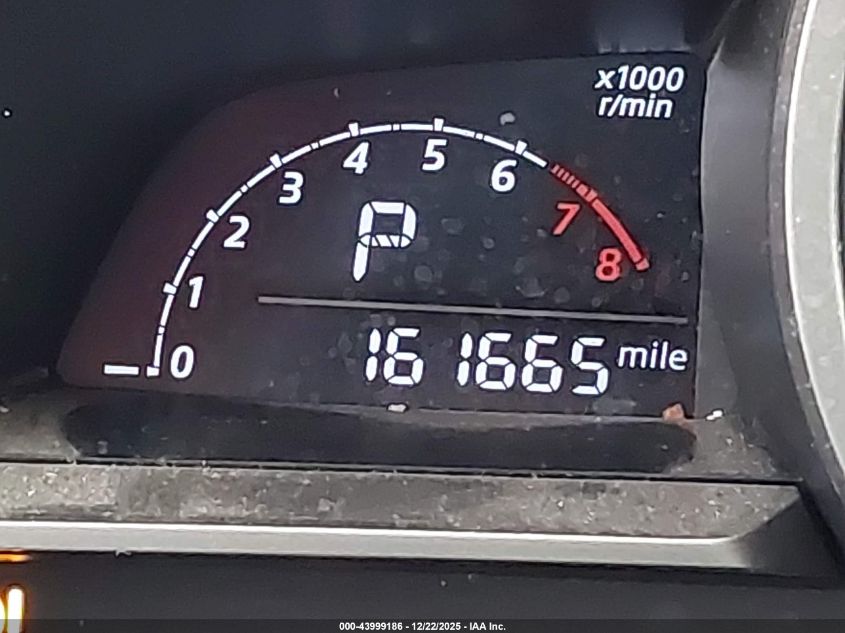 x1000
r/min
0 1 2 3 4 5 6 7 8
P
161665 mile
000-43999186 - 12/22/2025 - IAA Inc.